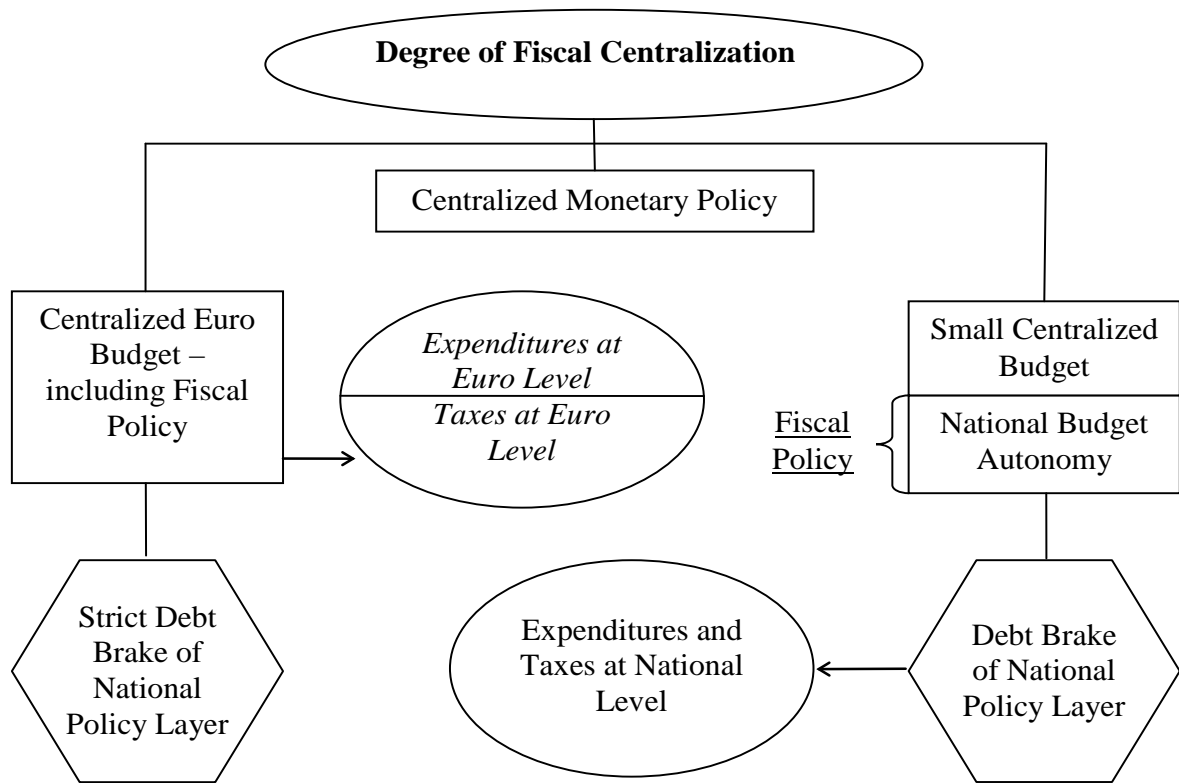 Degree of Fiscal Centralization
Centralized Monetary Policy
Centralized Euro
Budget –
including Fiscal
Policy
Expenditures at
Euro Level
Taxes at Euro
Level
Small Centralized
Budget
Fiscal
Policy
National Budget
Autonomy
Strict Debt
Brake of
National
Policy Layer
Expenditures and
Taxes at National
Level
Debt Brake
of National
Policy Layer